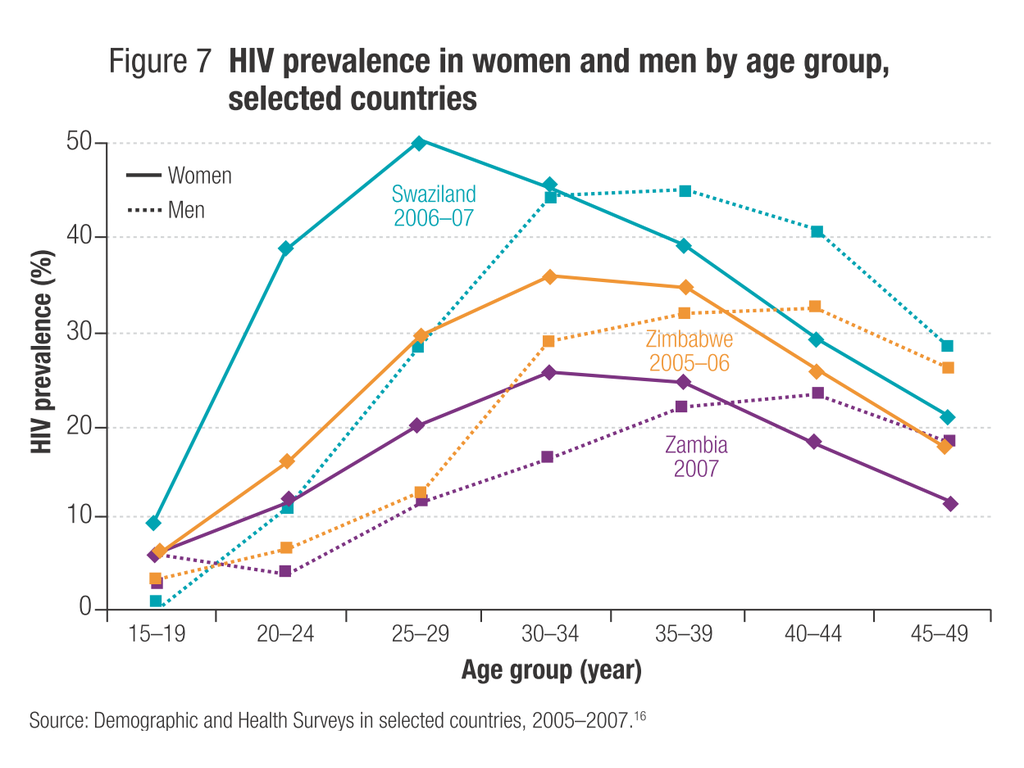 Figure 7 HIV prevalence in women and men by age group,
selected countries
50
40
30
20
10
0
HIV prevalence (%)
Women
Men
Swaziland
2006–07
Zimbabwe
2005–06
Zambia
2007
15–19 20–24 25–29 30–34 35–39 40–44 45–49
Age group (year)
Source: Demographic and Health Surveys in selected countries, 2005–2007.16